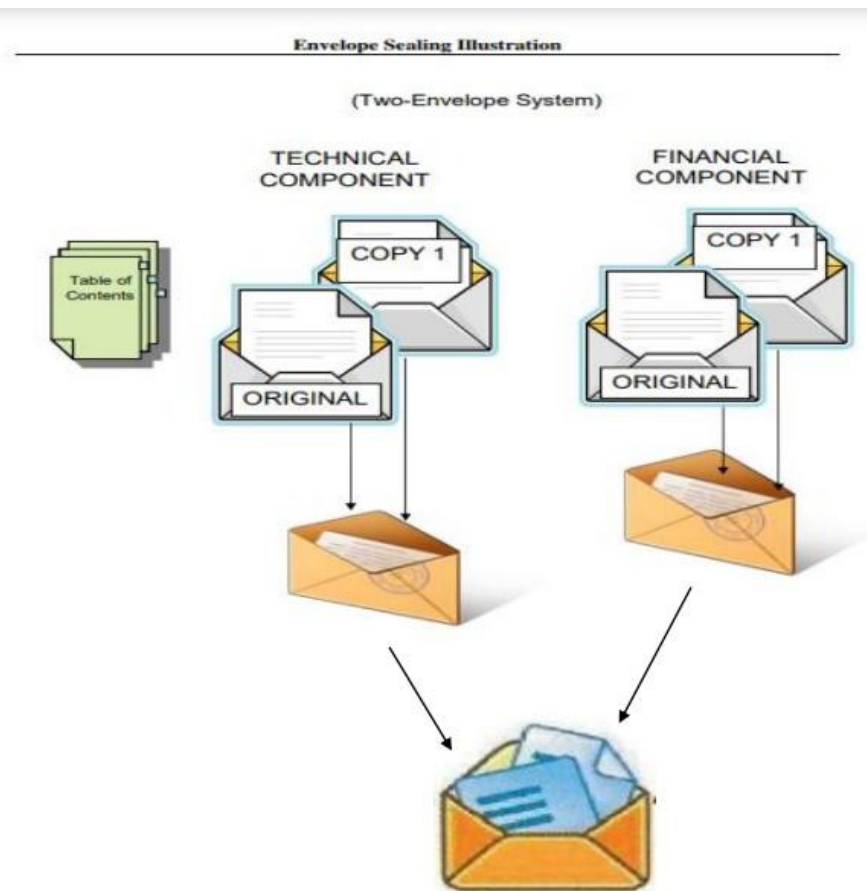 Envelope Sealing Illustration
(Two-Envelope System)
TECHNICAL
COMPONENT
FINANCIAL
COMPONENT
Table of
Contents
COPY 1
ORIGINAL
COPY 1
ORIGINAL